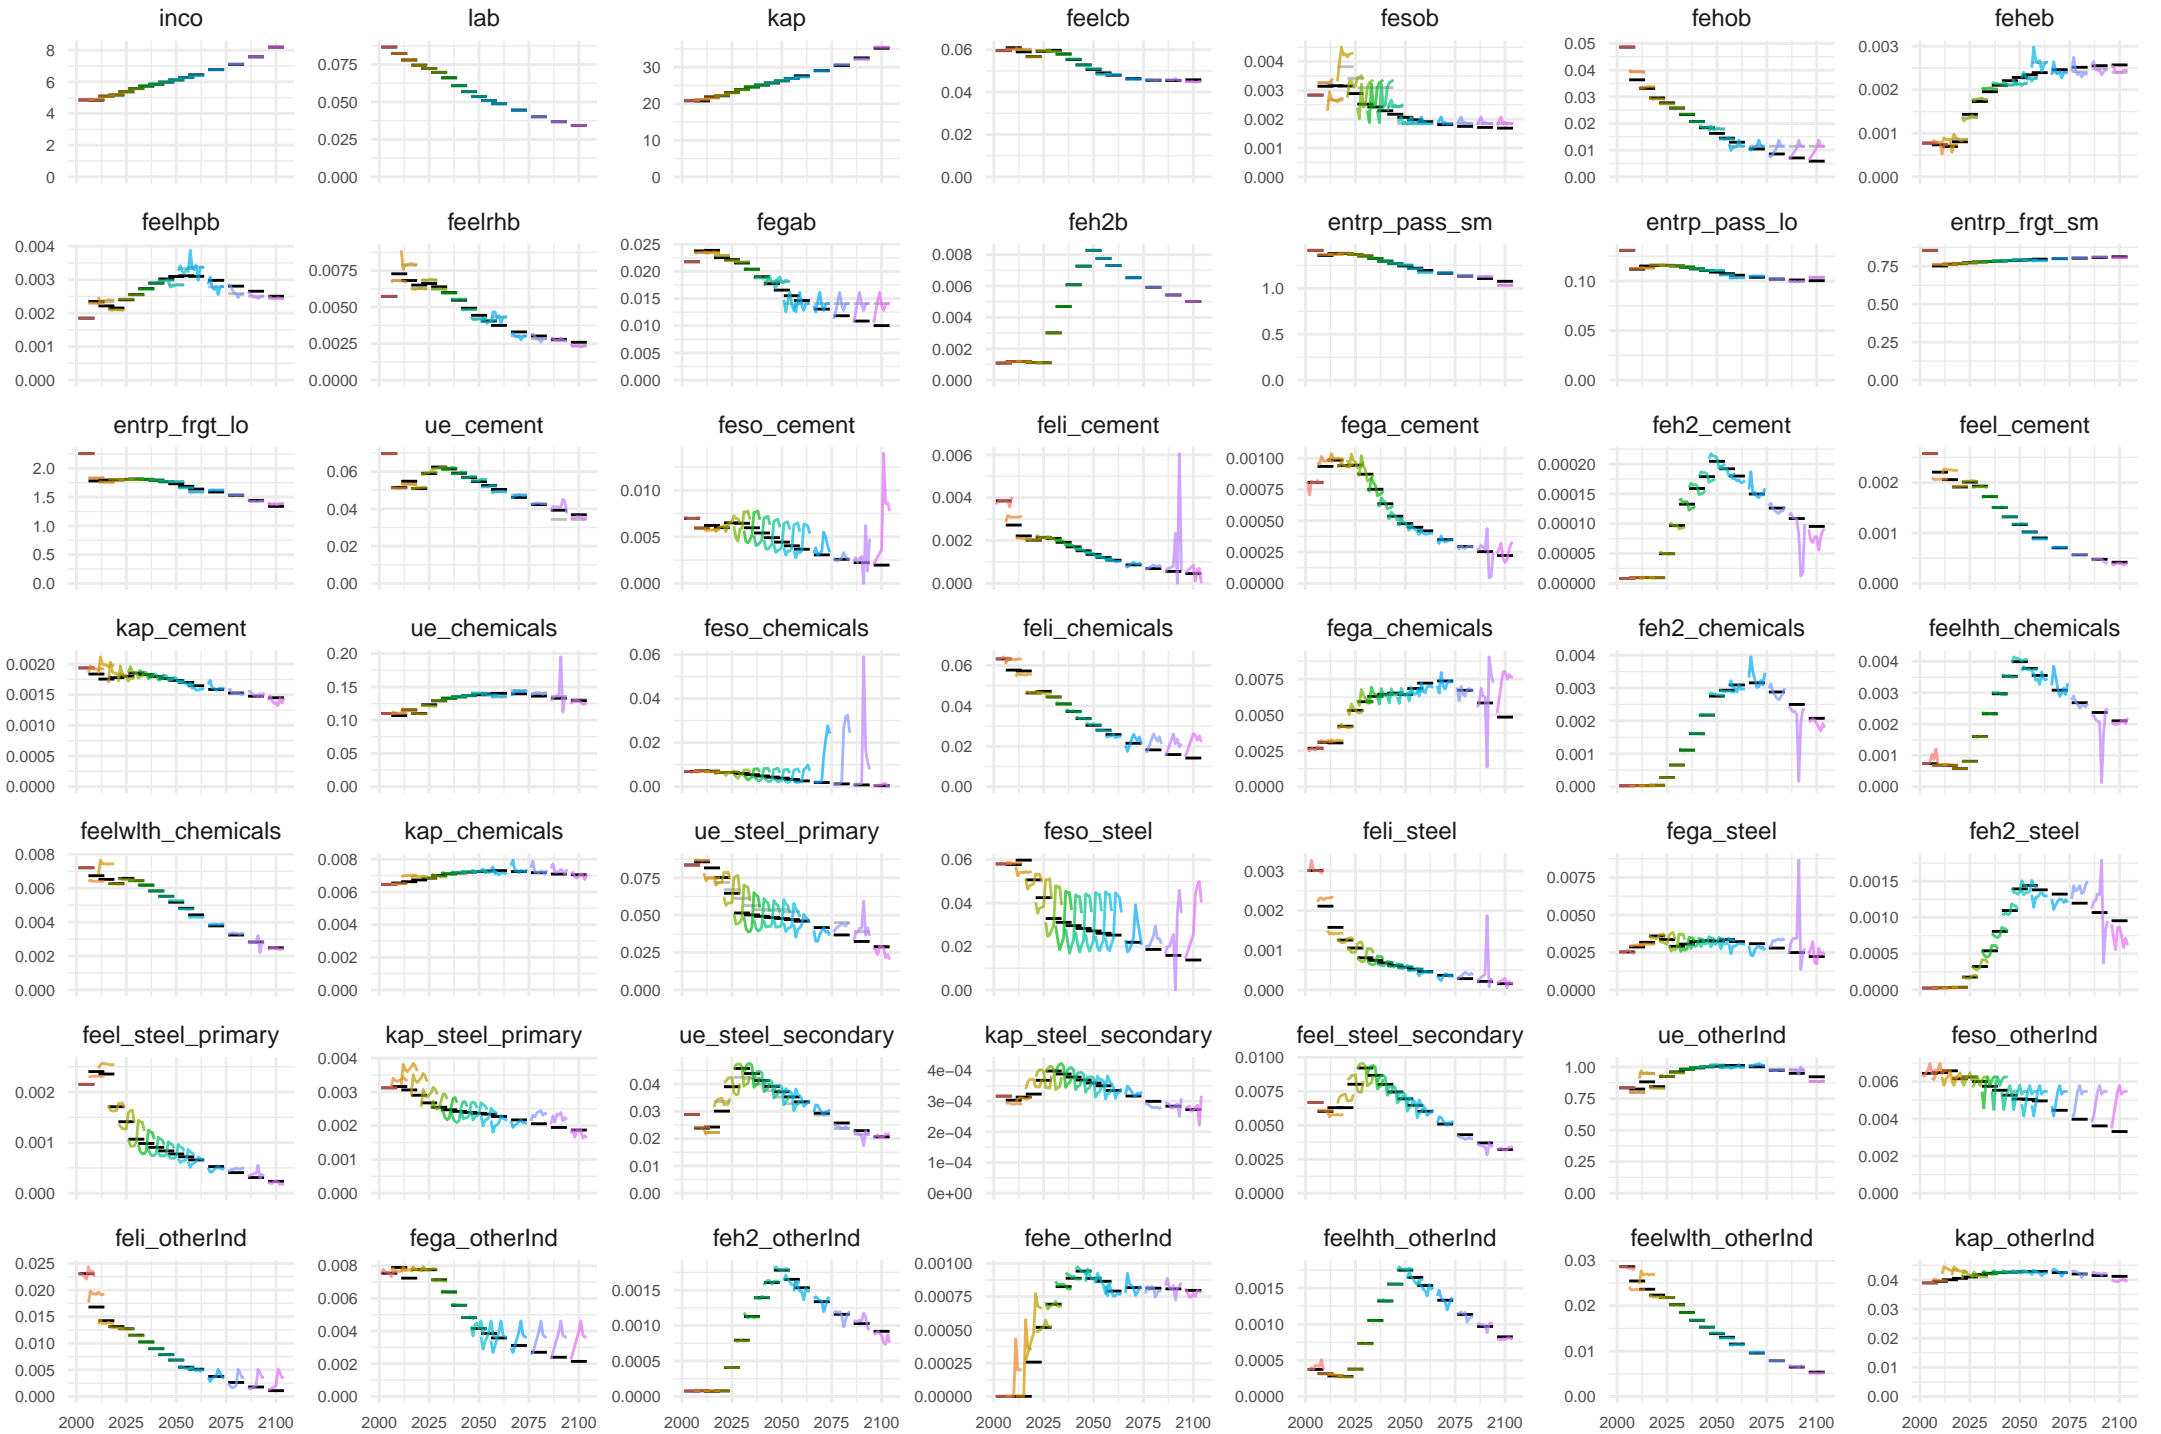 inco lab kap feelcb fesob fehob feheb
8 6 4 2 0
0.075 0.050 0.025 0.000
30 20 10 0
0.06 0.04 0.02 0.00
0.004 0.003 0.002 0.001 0.000
0.05 0.04 0.03 0.02 0.01 0.00
0.003 0.002 0.001 0.000
feelhpb feelrhb fegab feh2b entrp_pass_sm entrp_pass_lo entrp_frgt_sm
0.004 0.003 0.002 0.001 0.000
0.0075 0.0050 0.0025 0.0000
0.025 0.020 0.015 0.010 0.005 0.000
0.008 0.006 0.004 0.002 0.000
1.0 0.5 0.0
0.10 0.05 0.00
0.75 0.50 0.25 0.00
entrp_frgt_lo ue_cement feso_cement feli_cement fega_cement feh2_cement feel_cement
2.0 1.5 1.0 0.5 0.0
0.06 0.04 0.02 0.00
0.010 0.005 0.000
0.006 0.004 0.002 0.000
0.00100 0.00075 0.00050 0.00025 0.00000
0.00020 0.00015 0.00010 0.00005 0.00000
0.002 0.001 0.000
kap_cement ue_chemicals feso_chemicals feli_chemicals fega_chemicals feh2_chemicals feelhth_chemicals
0.0020 0.0015 0.0010 0.0005 0.0000
0.20 0.15 0.10 0.05 0.00
0.06 0.04 0.02 0.00
0.06 0.04 0.02 0.00
0.0075 0.0050 0.0025 0.0000
0.004 0.003 0.002 0.001 0.000
0.004 0.003 0.002 0.001 0.000
feelwlth_chemicals kap_chemicals ue_steel_primary feso_steel feli_steel fega_steel feh2_steel
0.008 0.006 0.004 0.002 0.000
0.008 0.006 0.004 0.002 0.000
0.075 0.050 0.025 0.000
0.06 0.04 0.02 0.00
0.003 0.002 0.001 0.000
0.0075 0.0050 0.0025 0.0000
0.0015 0.0010 0.0005 0.0000
feel_steel_primary kap_steel_primary ue_steel_secondary kap_steel_secondary feel_steel_secondary ue_otherInd feso_otherInd
0.002 0.001 0.000
0.004 0.003 0.002 0.001 0.000
0.04 0.03 0.02 0.01 0.00
4e−04 3e−04 2e−04 1e−04 0e+00
0.0100 0.0075 0.0050 0.0025 0.0000
1.00 0.75 0.50 0.25 0.00
0.006 0.004 0.002 0.000
feli_otherInd fega_otherInd feh2_otherInd fehe_otherInd feelhth_otherInd feelwlth_otherInd kap_otherInd
0.025 0.020 0.015 0.010 0.005 0.000
0.008 0.006 0.004 0.002 0.000
0.0015 0.0010 0.0005 0.0000
0.00100 0.00075 0.00050 0.00025 0.00000
0.0015 0.0010 0.0005 0.0000
0.03 0.02 0.01 0.00
0.04 0.03 0.02 0.01 0.00
2000 2025 2050 2075 2100
2000 2025 2050 2075 2100
2000 2025 2050 2075 2100
2000 2025 2050 2075 2100
2000 2025 2050 2075 2100
2000 2025 2050 2075 2100
2000 2025 2050 2075 2100